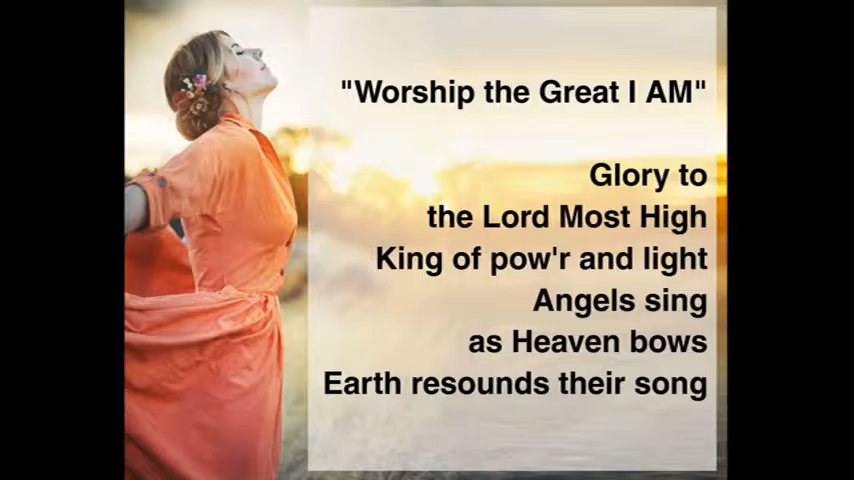 "Worship the Great I AM"
Glory to
the Lord Most High
King of pow'r and light
Angels sing
as Heaven bows
Earth resounds their song